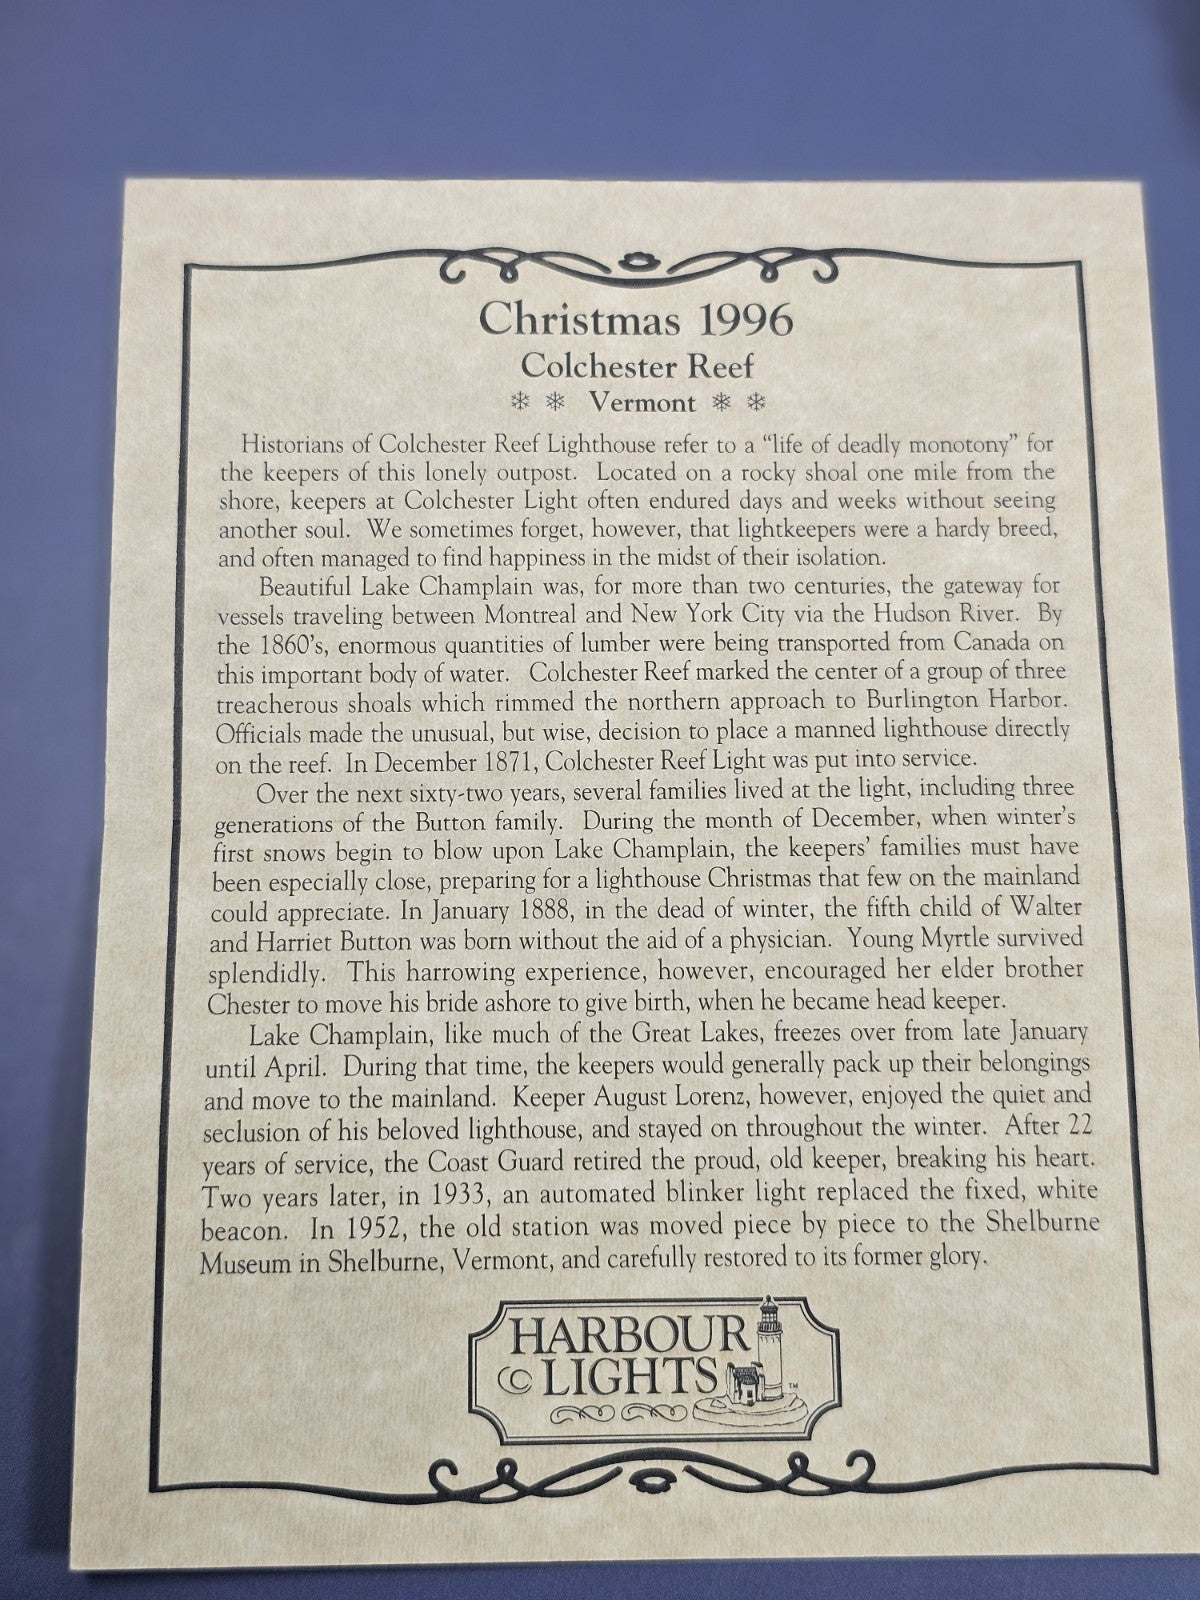 Christmas 1996
Colchester Reef
Vermont
Historians of Colchester Reef Lighthouse refer to a “life of deadly monotony” for
the keepers of this lonely outpost. Located on a rocky shoal one mile from the
shore, keepers at Colchester Light often endured days and weeks without seeing
another soul. We sometimes forget, however, that lightkeepers were a hardy breed,
and often managed to find happiness in the midst of their isolation.
Beautiful Lake Champlain was, for more than two centuries, the gateway for
vessels traveling between Montreal and New York City via the Hudson River. By
the 1860's, enormous quantities of lumber were being transported from Canada on
this important body of water. Colchester Reef marked the center of a group of three
treacherous shoals which rimmed the northern approach to Burlington Harbor.
Officials made the unusual, but wise, decision to place a manned lighthouse directly
on the reef. In December 1871, Colchester Reef Light was put into service.
Over the next sixty-two years, several families lived at the light, including three
generations of the Button family. During the month of December, when winter's
first snows begin to blow upon Lake Champlain, the keepers' families must have
been especially close, preparing for a lighthouse Christmas that few on the mainland
could appreciate. In January 1888, in the dead of winter, the fifth child of Walter
and Harriet Button was born without the aid of a physician. Young Myrtle survived
splendidly. This harrowing experience, however, encouraged her elder brother
Chester to move his bride ashore to give birth, when he became head keeper.
Lake Champlain, like much of the Great Lakes, freezes over from late January
until April. During that time, the keepers would generally pack up their belongings
and move to the mainland. Keeper August Lorenz, however, enjoyed the quiet and
seclusion of his beloved lighthouse, and stayed on throughout the winter. After 22
years of service, the Coast Guard retired the proud, old keeper, breaking his heart.
Two years later, in 1933, an automated blinker light replaced the fixed, white
beacon. In 1952, the old station was moved piece by piece to the Shelburne
Museum in Shelburne, Vermont, and carefully restored to its former glory.
HARBOUR
© LIGHTS ™